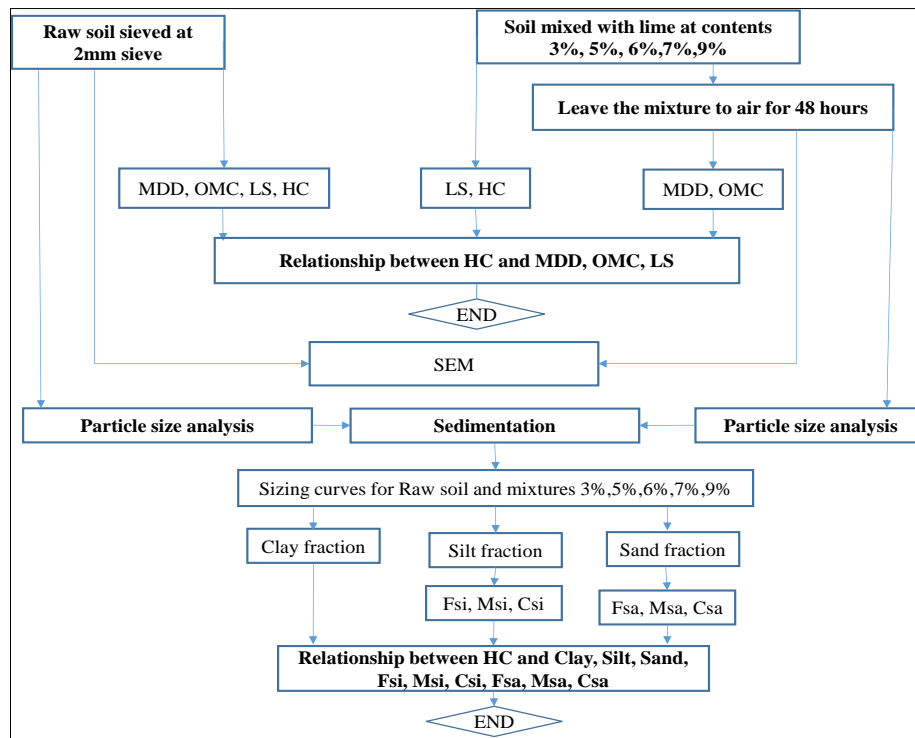 Raw soil sieved at
2mm sieve
Soil mixed with lime at contents
3%, 5%, 6%,7%,9%
Leave the mixture to air for 48 hours
MDD, OMC, LS, HC
LS, HC
MDD, OMC
Relationship between HC and MDD, OMC, LS
END
SEM
Particle size analysis
Sedimentation
Particle size analysis
Sizing curves for Raw soil and mixtures 3%,5%,6%,7%,9%
Clay fraction
Silt fraction
Sand fraction
Fsi, Msi, Csi
Fsa, Msa, Csa
Relationship between HC and Clay, Silt, Sand,
Fsi, Msi, Csi, Fsa, Msa, Csa
END